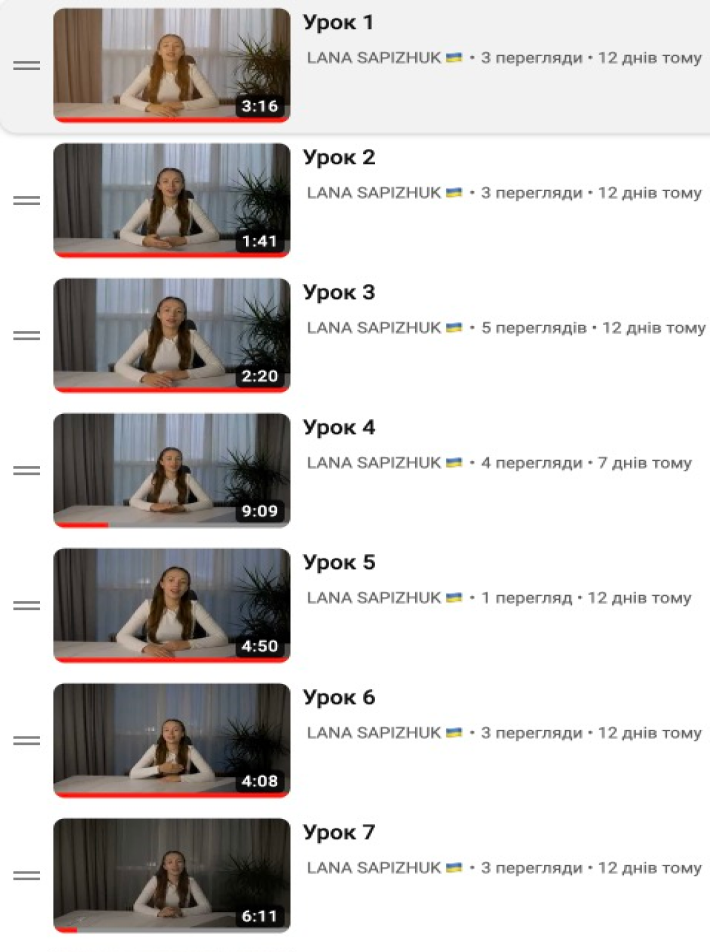 Урок 1
LANA SAPIZHUK 🇺🇦 • 3 перегляди • 12 днів тому
3:16
Урок 2
LANA SAPIZHUK 🇺🇦 • 3 перегляди • 12 днів тому
1:41
Урок 3
LANA SAPIZHUK 🇺🇦 • 5 переглядів • 12 днів тому
2:20
Урок 4
LANA SAPIZHUK 🇺🇦 • 4 перегляди • 7 днів тому
9:09
Урок 5
LANA SAPIZHUK 🇺🇦 • 1 перегляд • 12 днів тому
4:50
Урок 6
LANA SAPIZHUK 🇺🇦 • 3 перегляди • 12 днів тому
4:08
Урок 7
LANA SAPIZHUK 🇺🇦 • 3 перегляди • 12 днів тому
6:11